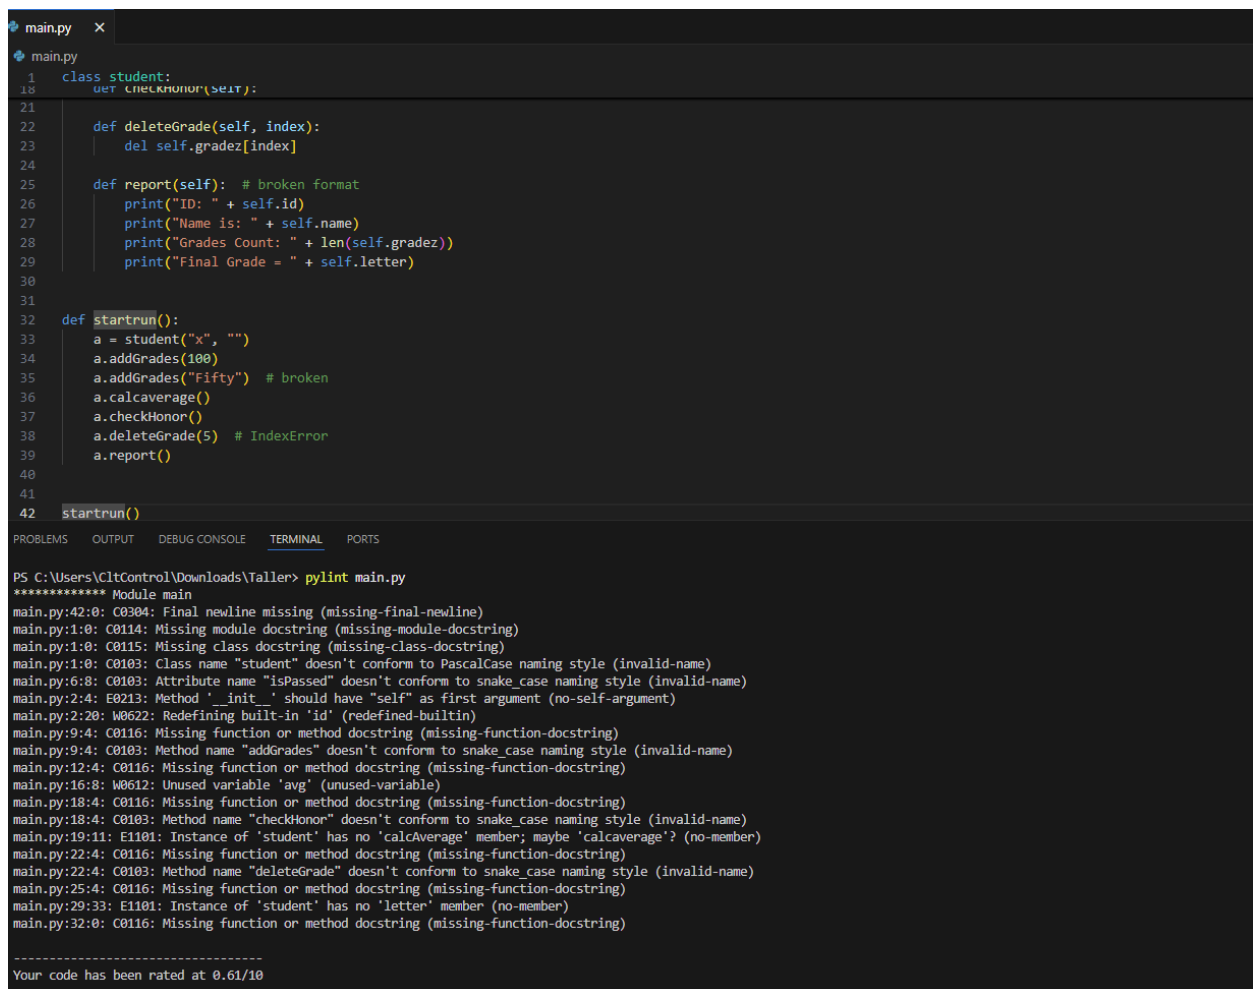 main.py ×
main.py
1 class student:
18 def checkHonor(self):
21
22 def deleteGrade(self, index):
23 del self.gradez[index]
24
25 def report(self):  # broken format
26 print("ID: " + self.id)
27 print("Name is: " + self.name)
28 print("Grades Count: " + len(self.gradez))
29 print("Final Grade = " + self.letter)
30
31
32 def startrun():
33 a = student("x", "")
34 a.addGrades(100)
35 a.addGrades("Fifty")  # broken
36 a.calcaverage()
37 a.checkHonor()
38 a.deleteGrade(5)  # IndexError
39 a.report()
40
41
42 startrun()
PROBLEMS OUTPUT DEBUG CONSOLE TERMINAL PORTS
PS C:\Users\CltControl\Downloads\Taller> pylint main.py
************* Module main
main.py:42:0: C0304: Final newline missing (missing-final-newline)
main.py:1:0: C0114: Missing module docstring (missing-module-docstring)
main.py:1:0: C0115: Missing class docstring (missing-class-docstring)
main.py:1:0: C0103: Class name "student" doesn't conform to PascalCase naming style (invalid-name)
main.py:6:8: C0103: Attribute name "isPassed" doesn't conform to snake_case naming style (invalid-name)
main.py:2:4: E0213: Method '__init__' should have "self" as first argument (no-self-argument)
main.py:2:20: W0622: Redefining built-in 'id' (redefined-builtin)
main.py:9:4: C0116: Missing function or method docstring (missing-function-docstring)
main.py:9:4: C0103: Method name "addGrades" doesn't conform to snake_case naming style (invalid-name)
main.py:12:4: C0116: Missing function or method docstring (missing-function-docstring)
main.py:16:8: W0612: Unused variable 'avg' (unused-variable)
main.py:18:4: C0116: Missing function or method docstring (missing-function-docstring)
main.py:18:4: C0103: Method name "checkHonor" doesn't conform to snake_case naming style (invalid-name)
main.py:19:11: E1101: Instance of 'student' has no 'calcAverage' member; maybe 'calcaverage'? (no-member)
main.py:22:4: C0116: Missing function or method docstring (missing-function-docstring)
main.py:22:4: C0103: Method name "deleteGrade" doesn't conform to snake_case naming style (invalid-name)
main.py:25:4: C0116: Missing function or method docstring (missing-function-docstring)
main.py:29:33: E1101: Instance of 'student' has no 'letter' member (no-member)
main.py:32:0: C0116: Missing function or method docstring (missing-function-docstring)
-----------------------------------
Your code has been rated at 0.61/10